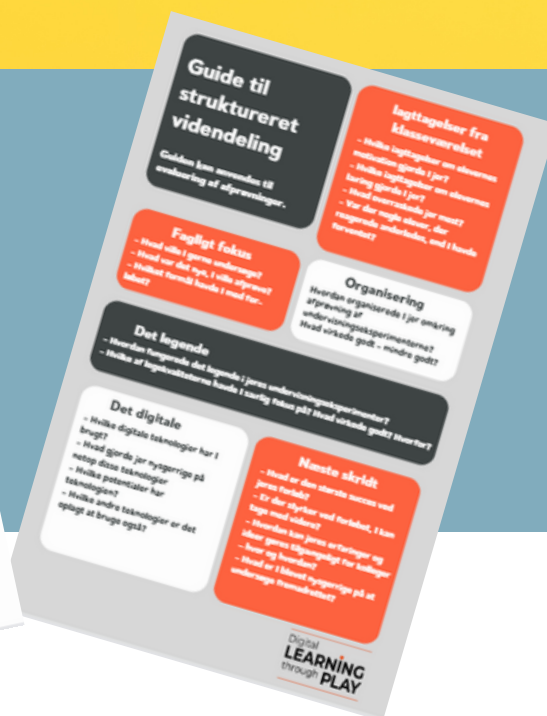 Guide til
struktureret
videndeling
Guiden kan anvendes til
evaluering af afprøvninger.
Iagttagelser fra
klasseværelset
– Hvilke iagttagelser om elevernes
motivation gjorde I jer?
– Hvilke iagttagelser om elevernes
læring gjorde I jer?
– Hvad overraskede jer mest?
– Var der nogle elever, der
reagerede anderledes, end I havde
forventet?
Fagligt fokus
– Hvad ville I gerne undersøge?
– Hvad var det nye, I ville afprøve?
– Hvilket formål havde I med for-
løbet?
Organisering
Hvordan organiserede I jer omkring
afprøvning af
undervisningseksperimenterne?
Hvad virkede godt – mindre godt?
Det legende
– Hvordan fungerede det legende i jeres undervisningseksperimenter?
– Hvilke af legekvaliteterne havde I særlig fokus på? Hvad virkede godt? Hvorfor?
Det digitale
– Hvilke digitale teknologier har I
brugt?
– Hvad gjorde jer nysgerrige på
netop disse teknologier
– Hvilke potentialer har
teknologien?
– Hvilke andre teknologier er det
oplagt at bruge også?
Næste skridt
– Hvad er den største succes ved
jeres forløb?
– Er der styrker ved forløbet, I kan
tage med videre?
– Hvordan kan jeres erfaringer og
ideer gøres tilgængeligt for kolleger
– hvor og hvordan?
– Hvad er I blevet nysgerrige på at
undersøge fremadrettet?
Digital
LEARNING
through PLAY